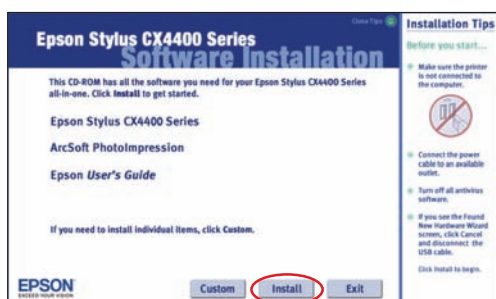 Close Tips
Epson Stylus CX4400 Series
Software Installation
This CD-ROM has all the software you need for your Epson Stylus CX4400 Series
all-in-one. Click Install to get started.
Epson Stylus CX4400 Series
ArcSoft PhotoImpression
Epson User's Guide
If you need to install individual items, click Custom.
EPSON
EXCEED YOUR VISION
Custom
Install
Exit
Installation Tips
Before you start...
Make sure the printer
is not connected to
the computer.
Connect the power
cable to an available
outlet.
Turn off all antivirus
software.
If you see the Found
New Hardware Wizard
screen, click Cancel
and disconnect the
USB cable.
Click Install to begin.